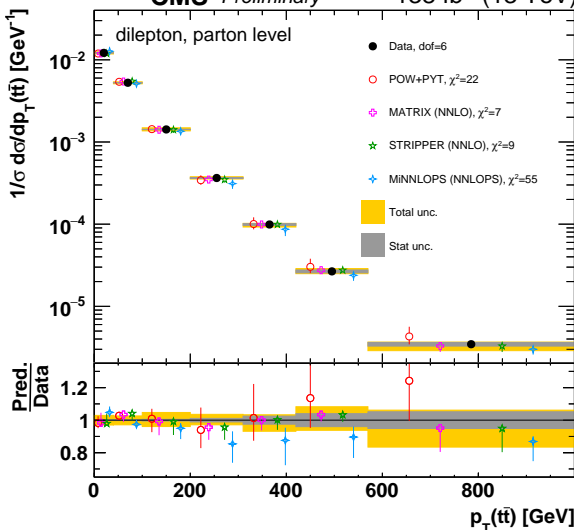 CMS Preliminary
dilepton, parton level
1/σ dσ/dp_T(tt̄) [GeV⁻¹]
10⁻²
10⁻³
10⁻⁴
10⁻⁵
Data, dof=6
POW+PYT, χ²=22
MATRIX (NNLO), χ²=7
STRIPPER (NNLO), χ²=9
MiNNLOPS (NNLOPS), χ²=55
Total unc.
Stat unc.
Pred.
Data
1.2
1
0.8
0 200 400 600 800
p_T(tt̄) [GeV]